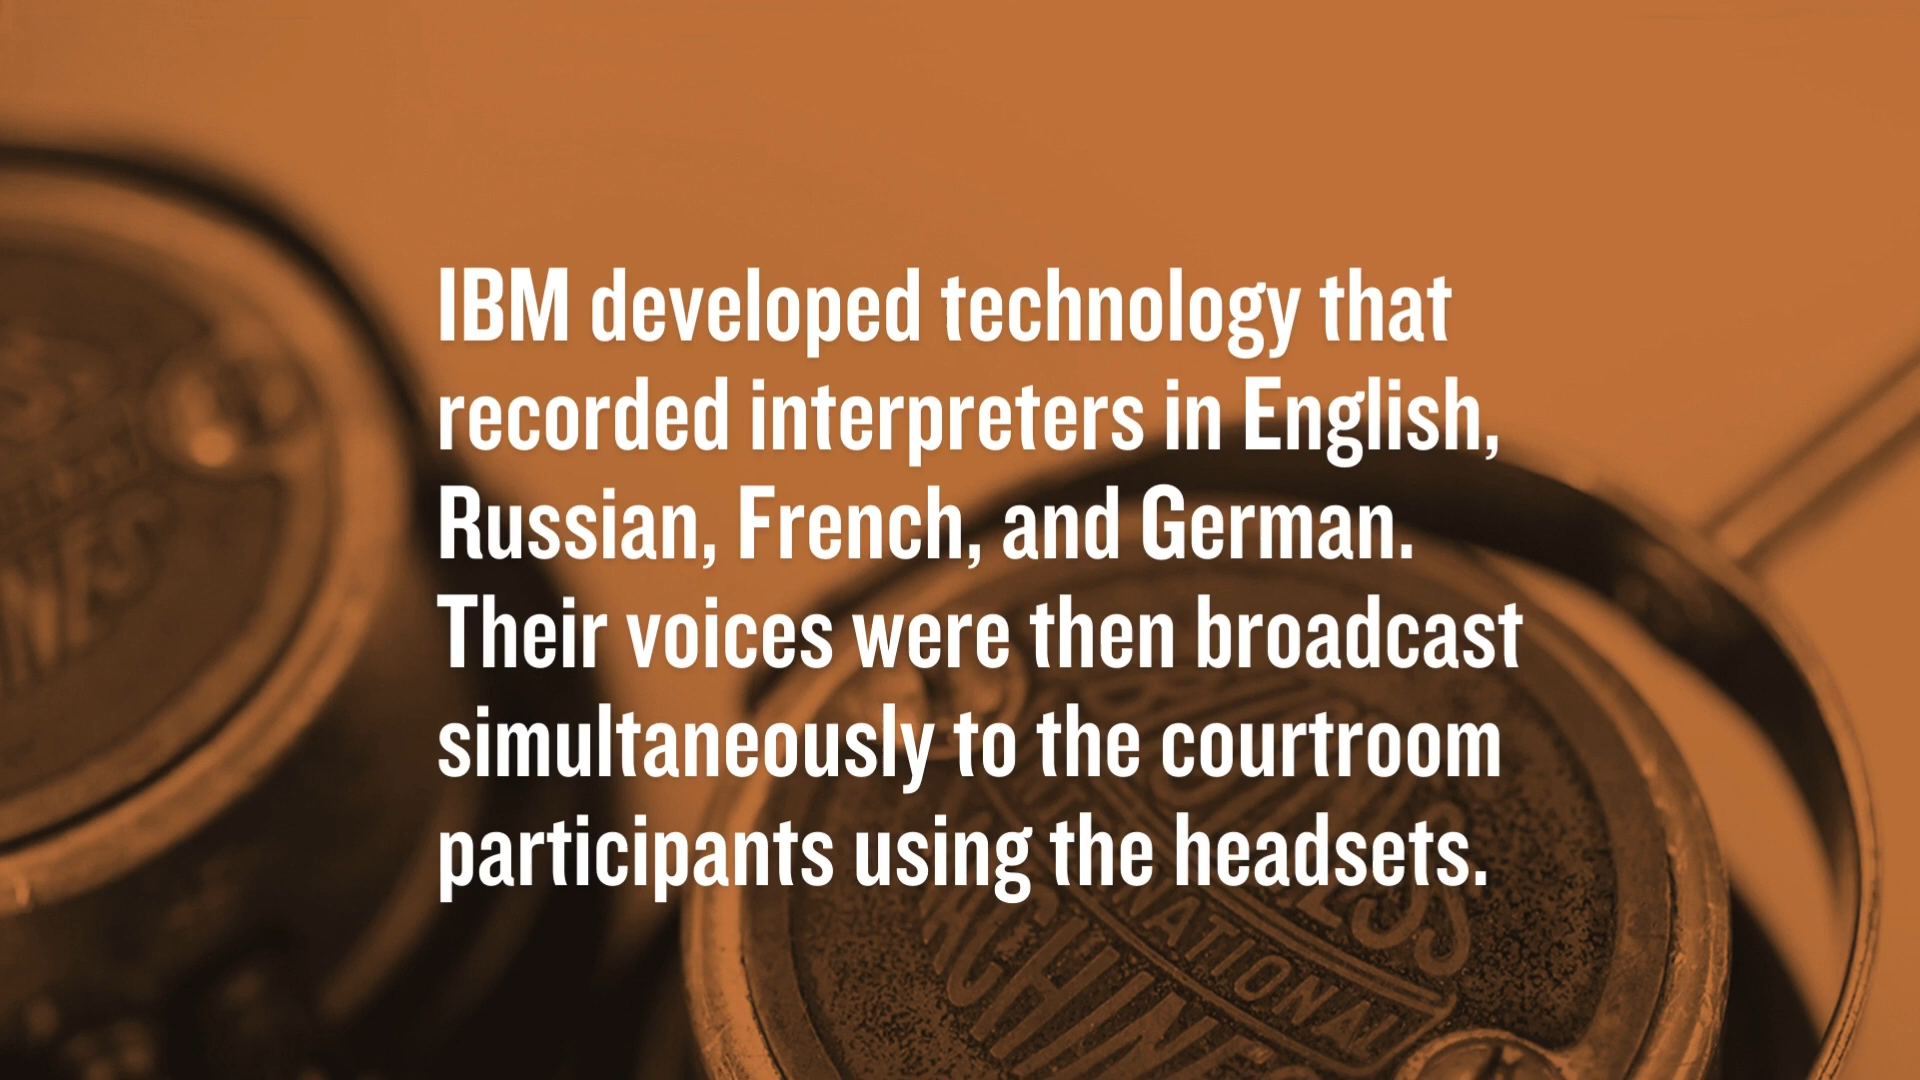 IBM developed technology that
recorded interpreters in English,
Russian, French, and German.
Their voices were then broadcast
simultaneously to the courtroom
participants using the headsets.
NATIONAL